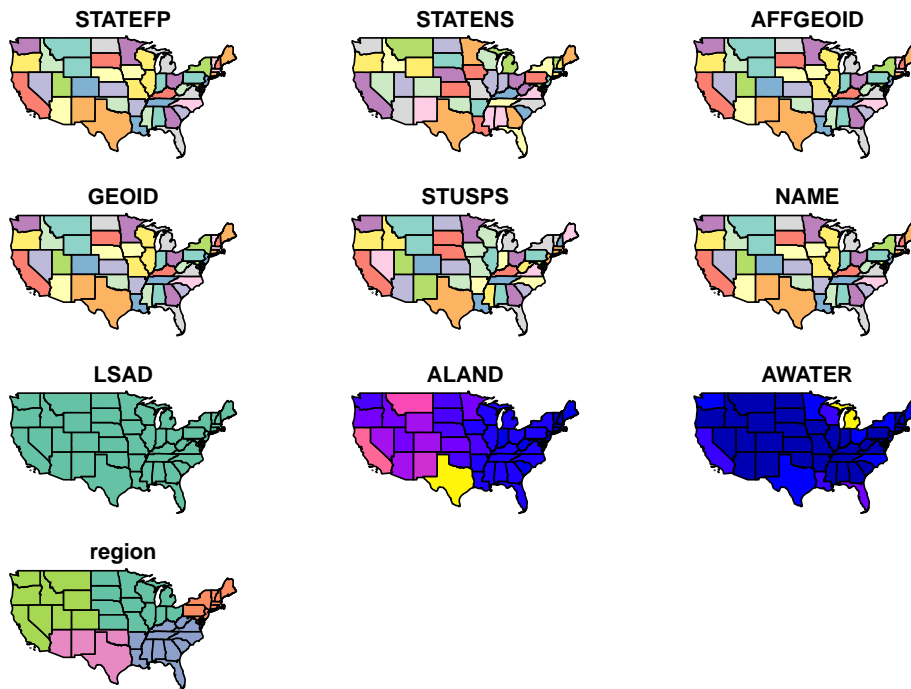 STATEFP
STATENS
AFFGEOID
GEOID
STUSPS
NAME
LSAD
ALAND
AWATER
region